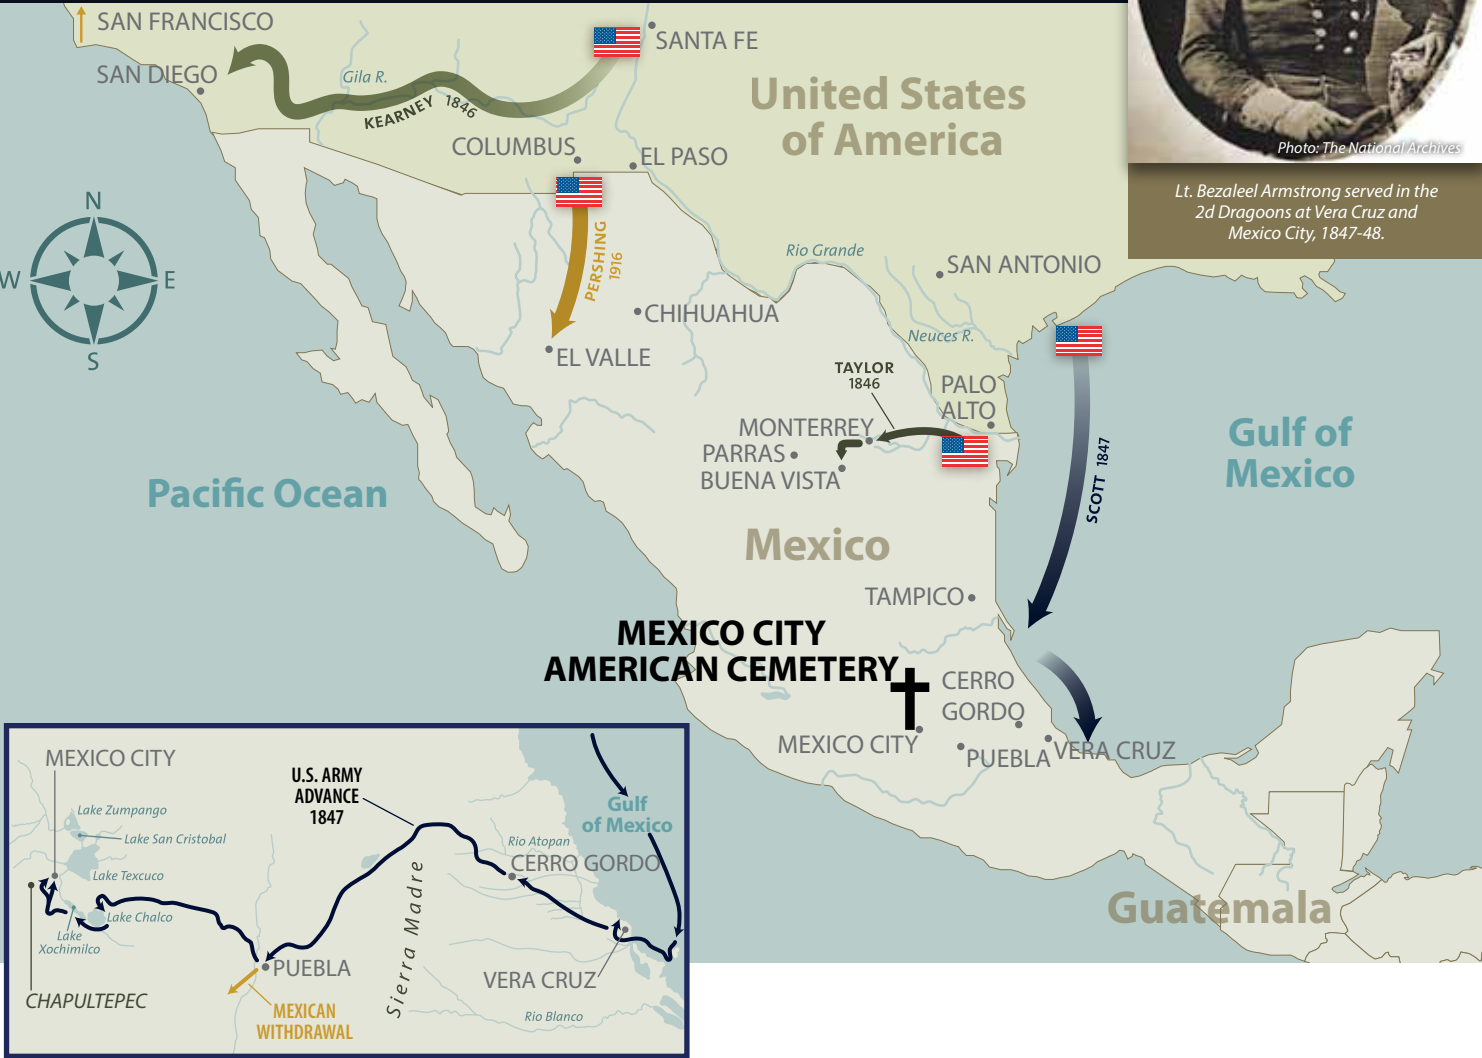 SAN FRANCISCO
SANTA FE
SAN DIEGO
Gila R.
KEARNEY 1846
United States
of America
COLUMBUS
EL PASO
Photo: The National Archives
Lt. Bezaleel Armstrong served in the
2d Dragoons at Vera Cruz and
Mexico City, 1847-48.
N
W
E
S
PERSHING
1916
Rio Grande
SAN ANTONIO
CHIHUAHUA
EL VALLE
Neuces R.
TAYLOR
1846
PALO
ALTO
MONTERREY
PARRAS
BUENA VISTA
SCOTT 1847
Gulf of
Mexico
Pacific Ocean
Mexico
TAMPICO
MEXICO CITY
AMERICAN CEMETERY
CERRO
GORDO
MEXICO CITY
PUEBLA
VERA CRUZ
Guatemala
MEXICO CITY
U.S. ARMY
ADVANCE
1847
Gulf
of Mexico
Lake Zumpango
Lake San Cristobal
Rio Atopan
CERRO GORDO
Lake Texcuco
Lake Chalco
Lake
Xochimilco
Sierra Madre
PUEBLA
VERA CRUZ
CHAPULTEPEC
MEXICAN
WITHDRAWAL
Rio Blanco